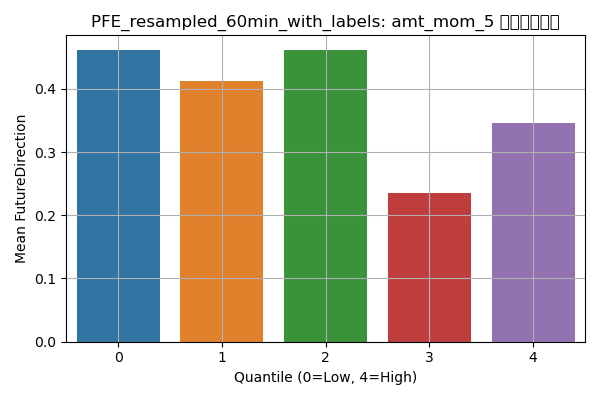 PFE_resampled_60min_with_labels: amt_mom_5
Mean FutureDirection
0.4
0.3
0.2
0.1
0.0
0 1 2 3 4
Quantile (0=Low, 4=High)